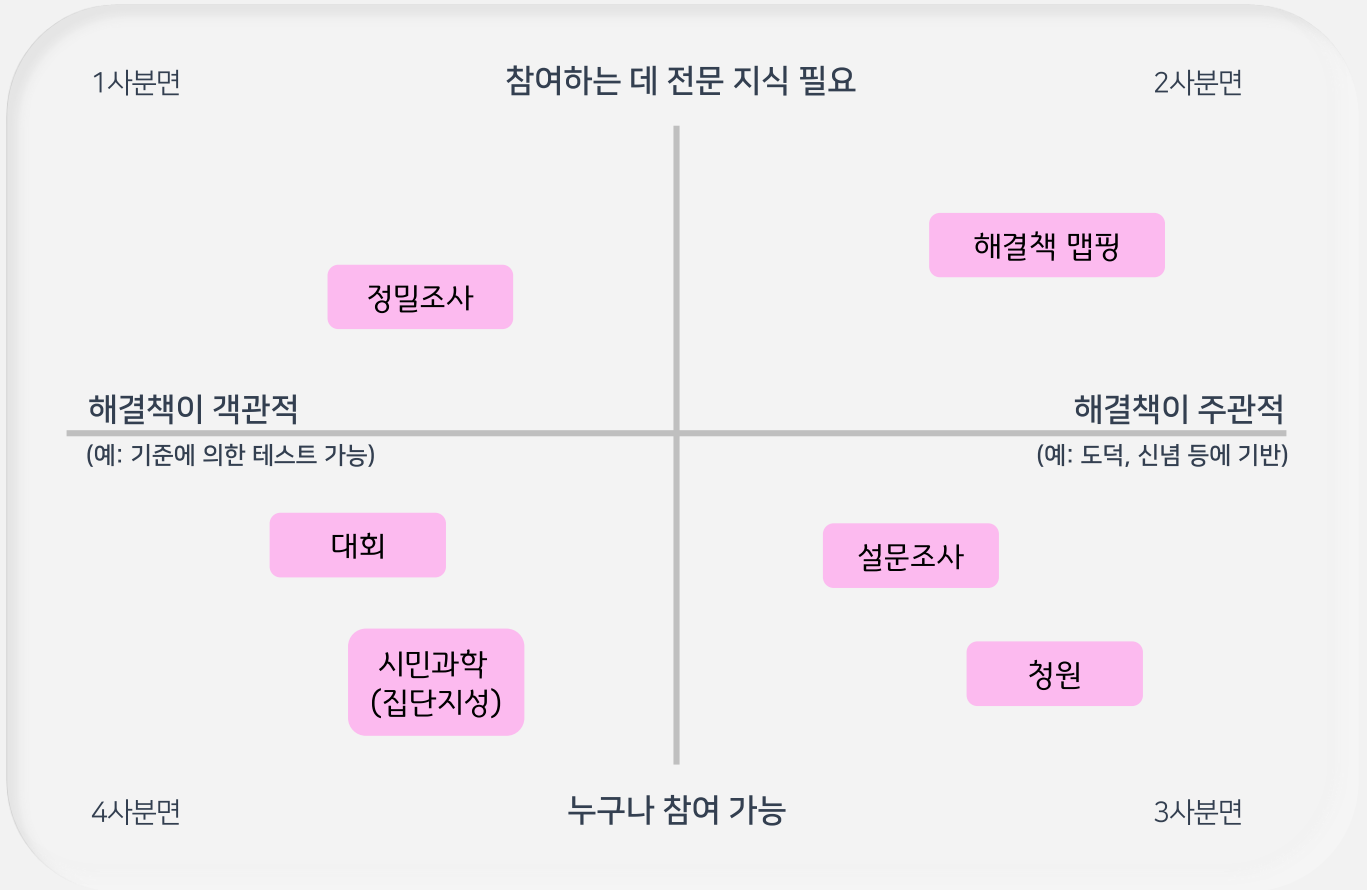 1사분면
참여하는 데 전문 지식 필요
2사분면
해결책 맵핑
정밀조사
해결책이 객관적
해결책이 주관적
(예: 기준에 의한 테스트 가능)
(예: 도덕, 신념 등에 기반)
대회
설문조사
시민과학
(집단지성)
청원
4사분면
누구나 참여 가능
3사분면